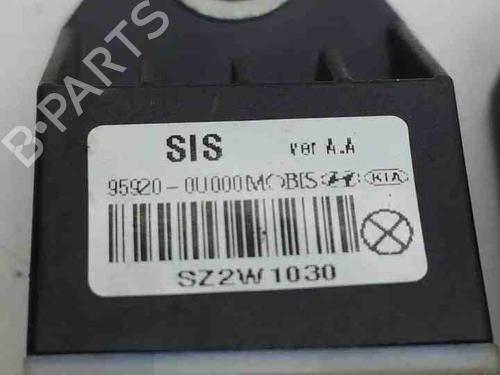 B-PARTS
SIS ver A.A
95920-0U000 MOBIS KIA
SZ2W1030